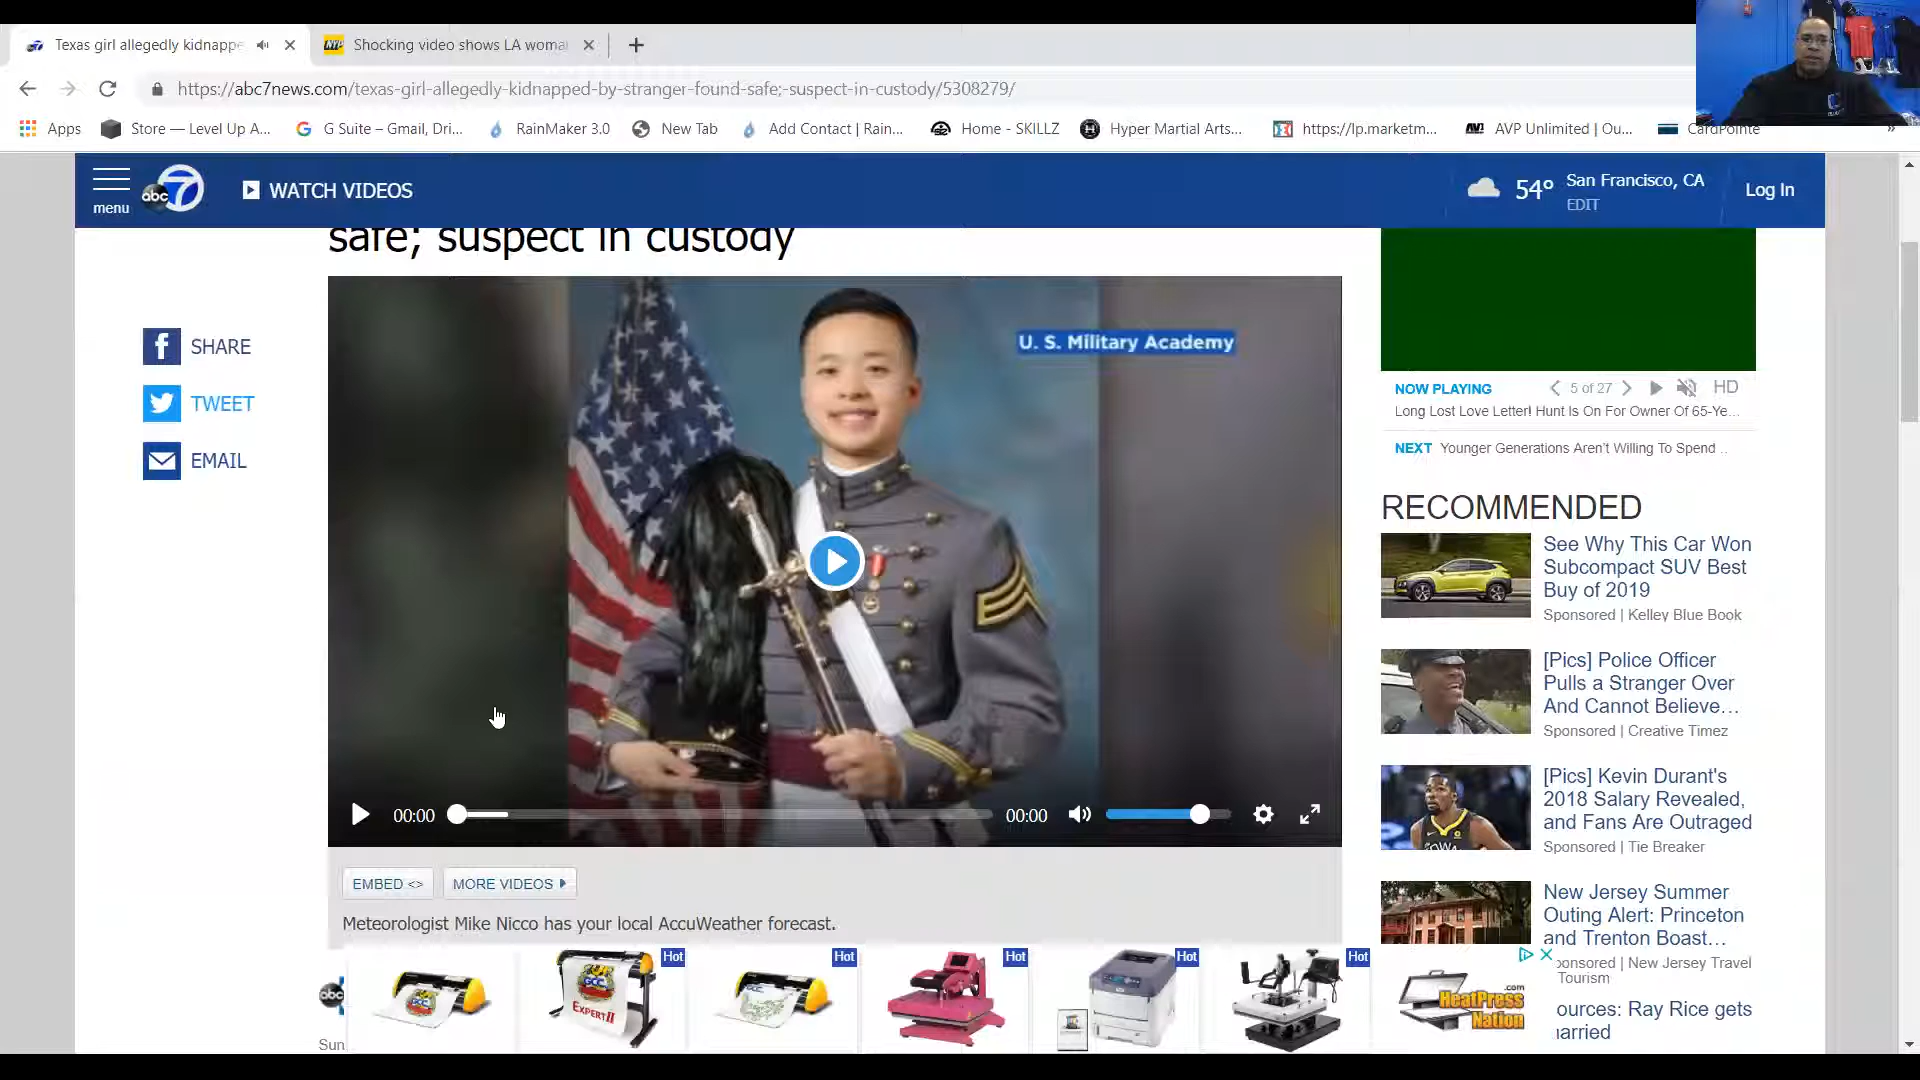 Texas girl allegedly kidnappe
Shocking video shows LA woma
https://abc7news.com/texas-girl-allegedly-kidnapped-by-stranger-found-safe;-suspect-in-custody/5308279/
Apps
Store — Level Up A...
G Suite – Gmail, Dri...
RainMaker 3.0
New Tab
Add Contact | Rain...
Home - SKILLZ
Hyper Martial Arts...
https://lp.marketm...
AVP Unlimited | Ou...
CardPointe
»
menu
abc 7
WATCH VIDEOS
54°
San Francisco, CA
EDIT
Log In
safe; suspect in custody
SHARE
TWEET
EMAIL
U. S. Military Academy
00:00
00:00
EMBED <>
MORE VIDEOS
Meteorologist Mike Nicco has your local AccuWeather forecast.
NOW PLAYING
5 of 27
HD
Long Lost Love Letter! Hunt Is On For Owner Of 65-Ye...
NEXT Younger Generations Aren't Willing To Spend ..
RECOMMENDED
See Why This Car Won
Subcompact SUV Best
Buy of 2019
Sponsored | Kelley Blue Book
[Pics] Police Officer
Pulls a Stranger Over
And Cannot Believe…
Sponsored | Creative Timez
[Pics] Kevin Durant's
2018 Salary Revealed,
and Fans Are Outraged
Sponsored | Tie Breaker
New Jersey Summer
Outing Alert: Princeton
and Trenton Boast…
ponsored | New Jersey Travel
Tourism
ources: Ray Rice gets
arried
abc
Sun
Hot
Hot
Hot
Hot
Hot
GCC
EXPERT II
HeatPress
Nation
.com